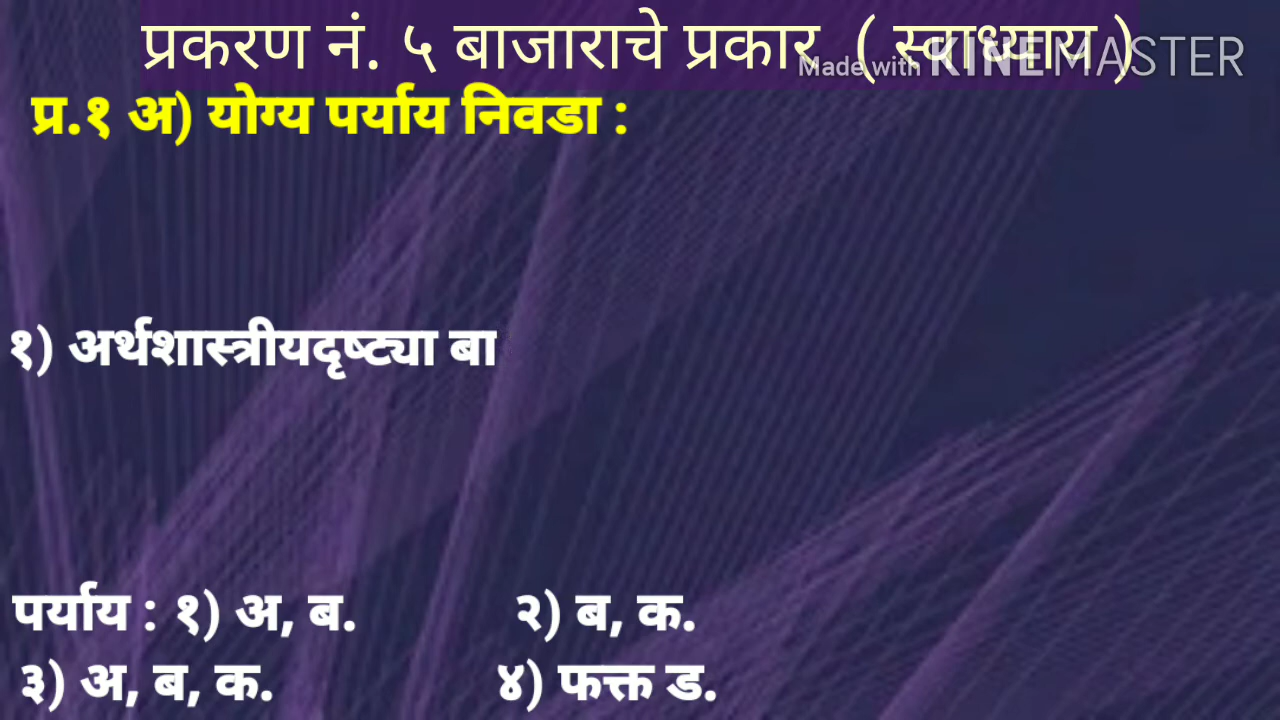 प्रकरण नं. ५ बाजाराचे प्रकार ( स्वाध्याय )
Made with KINEMASTER
प्र.१ अ) योग्य पर्याय निवडा :
१) अर्थशास्त्रीयदृष्ट्या बा
पर्याय : १) अ, ब. २) ब, क.
३) अ, ब, क. ४) फक्त ड.